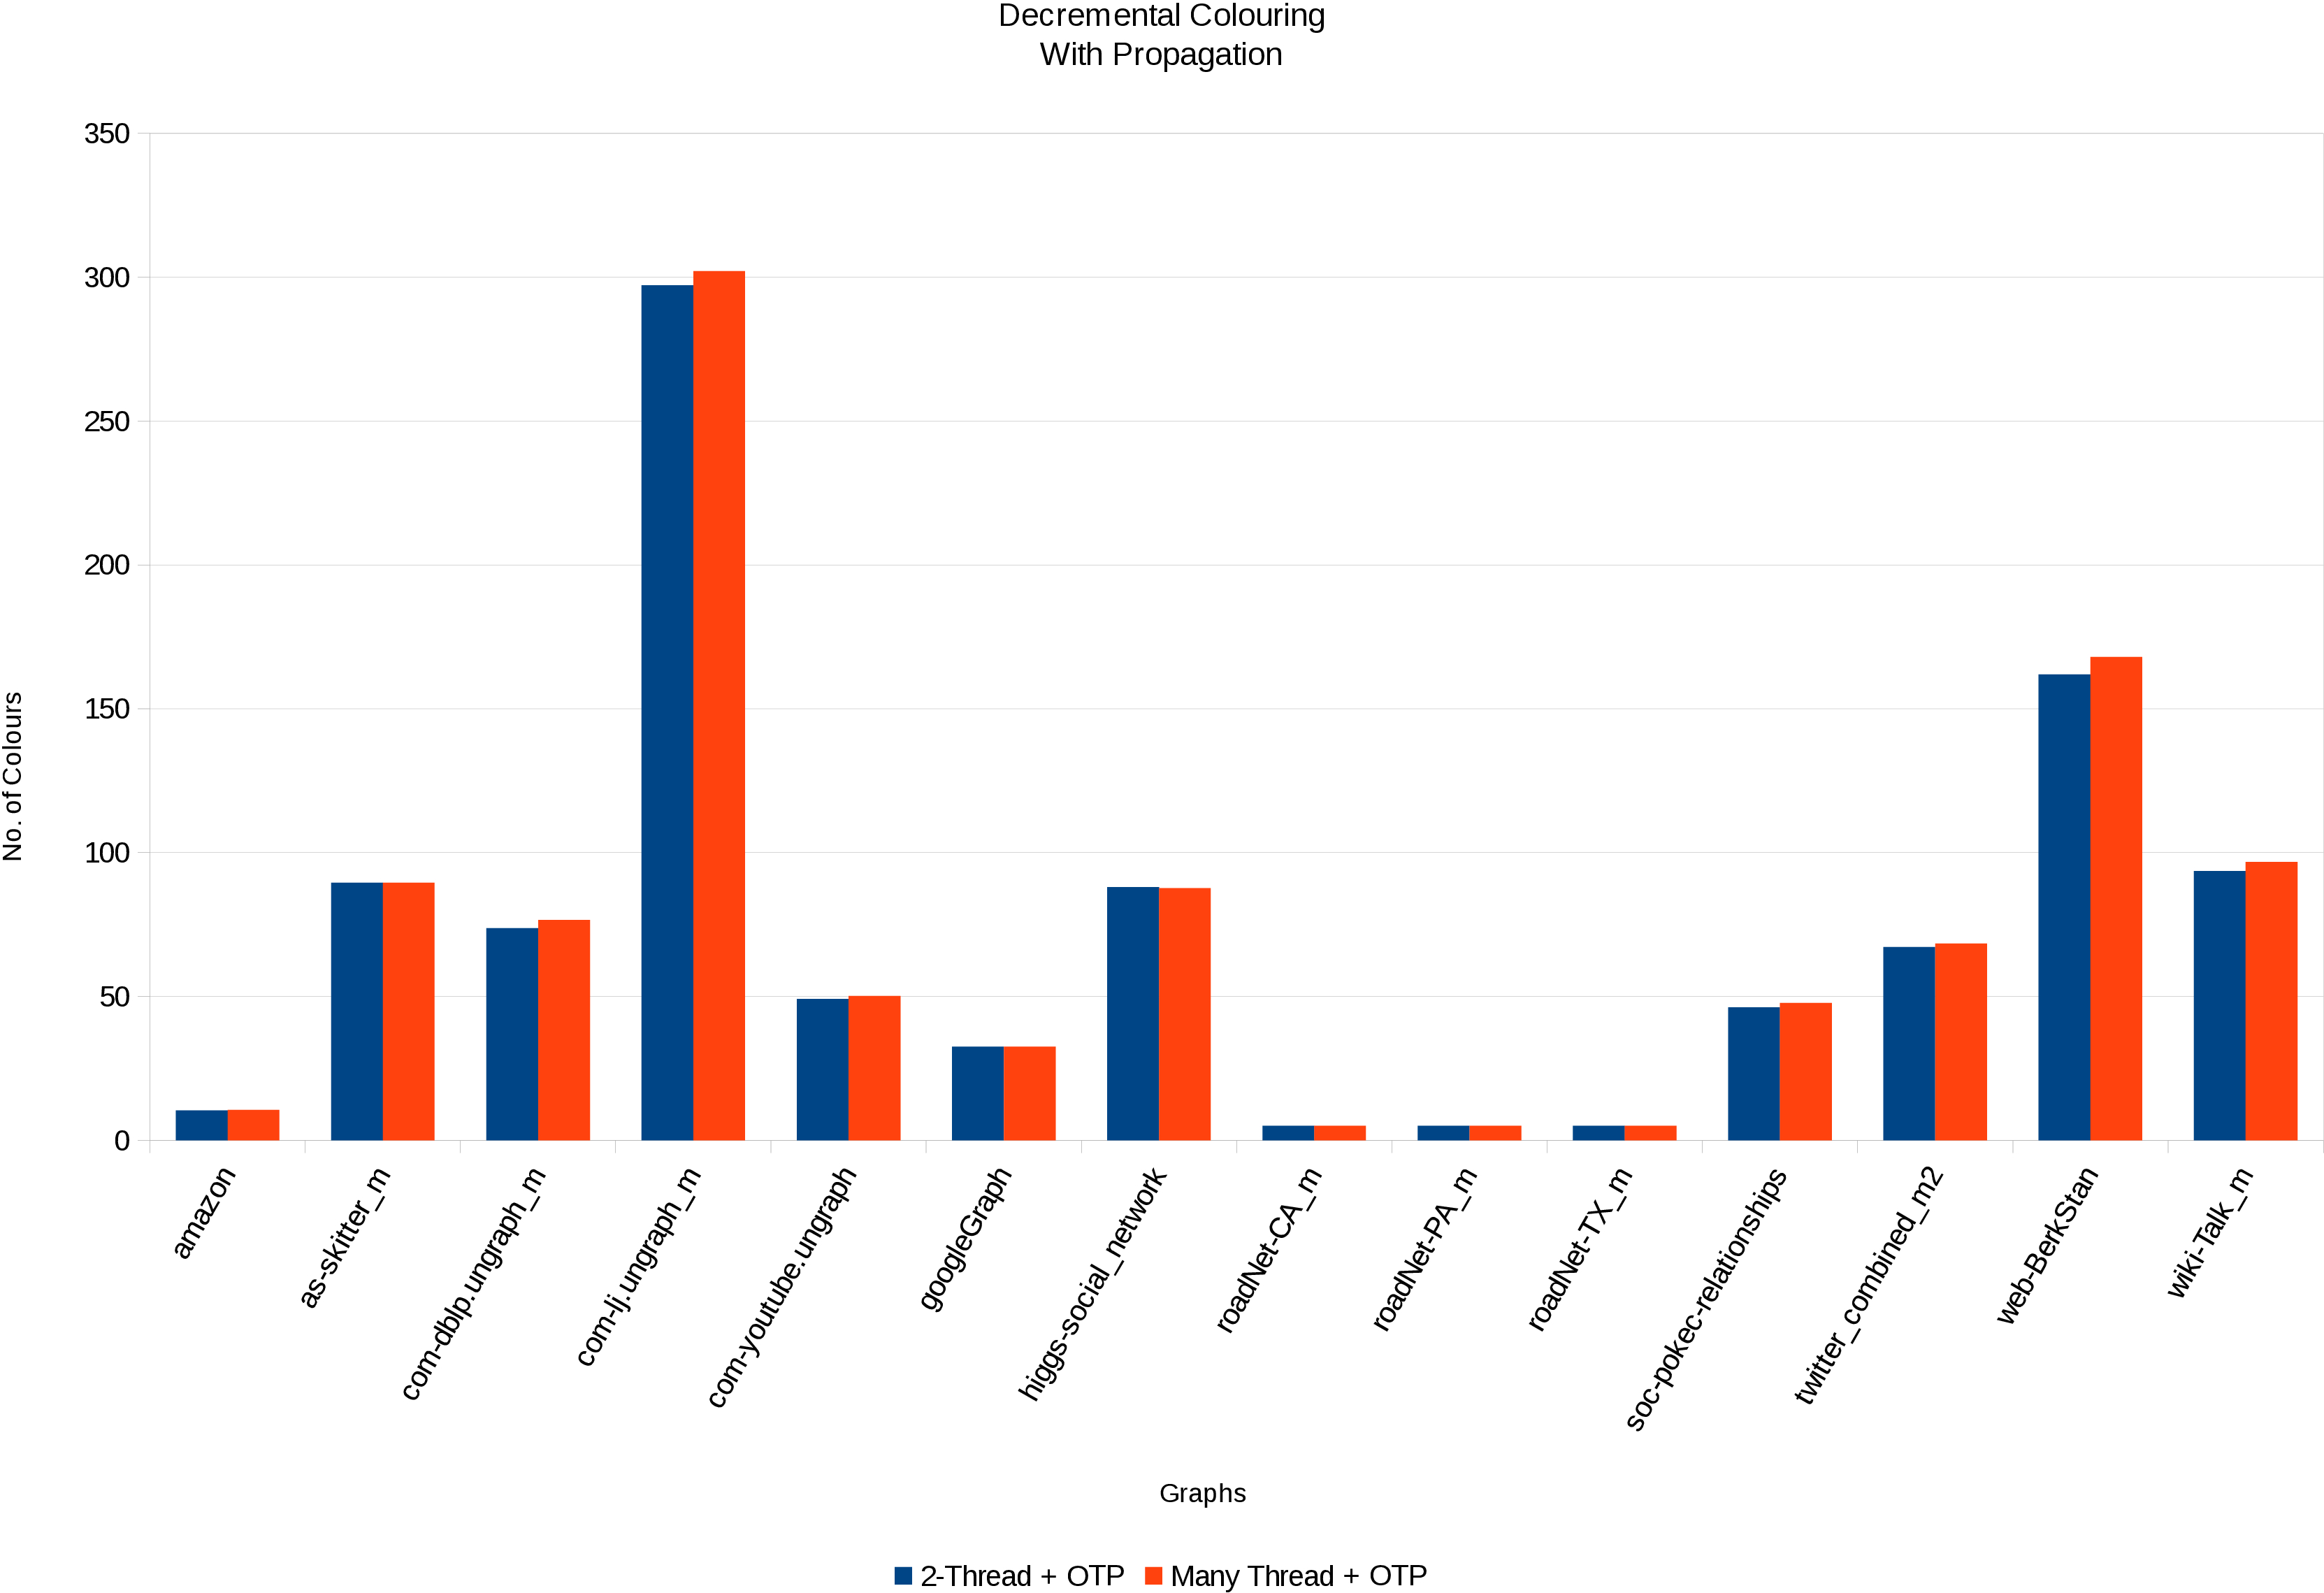 Decremental Colouring
With Propagation
350
300
250
200
150
100
50
0
No. of Colours
amazon
as-skitter_m
com-dblp.ungraph_m
com-lj.ungraph_m
com-youtube.ungraph
googleGraph
higgs-social_network
roadNet-CA_m
roadNet-PA_m
roadNet-TX_m
soc-pokec-relationships
twitter_combined_m2
web-BerkStan
wiki-Talk_m
Graphs
2-Thread + OTP
Many Thread + OTP